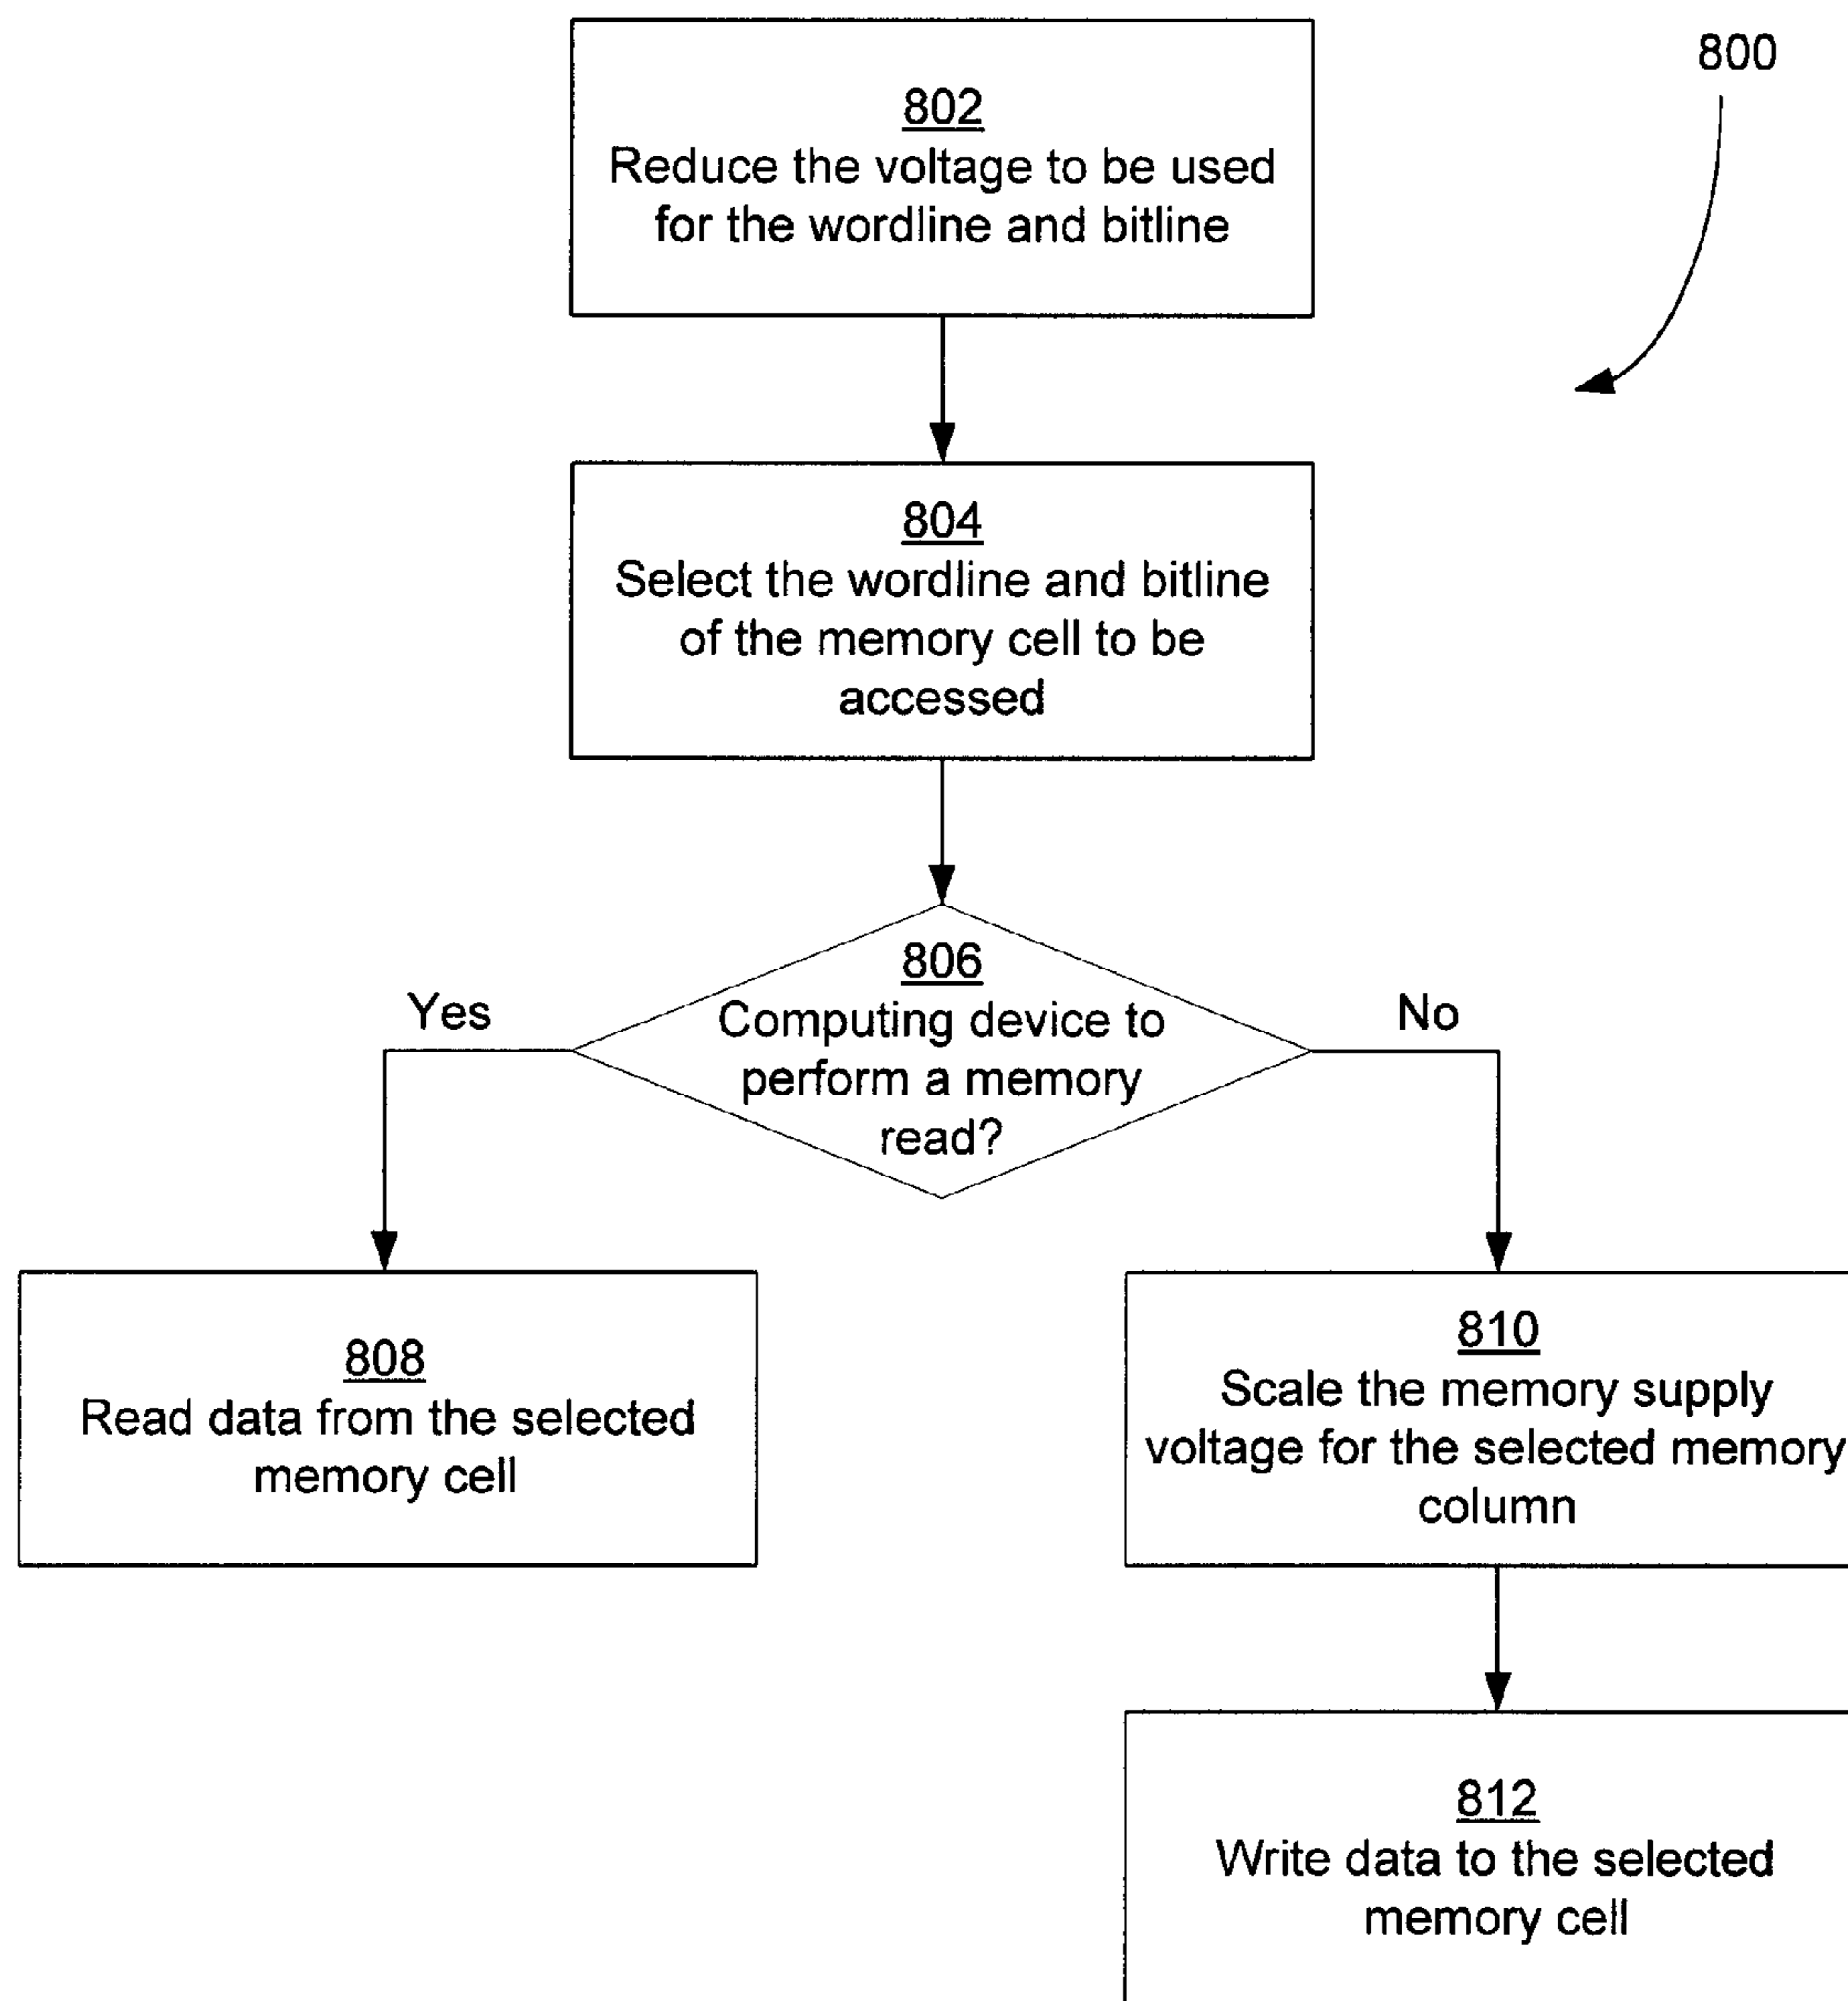 800
802
Reduce the voltage to be used
for the wordline and bitline
804
Select the wordline and bitline
of the memory cell to be
accessed
806
Computing device to
perform a memory
read?
Yes
No
808
Read data from the selected
memory cell
810
Scale the memory supply
voltage for the selected memory
column
812
Write data to the selected
memory cell